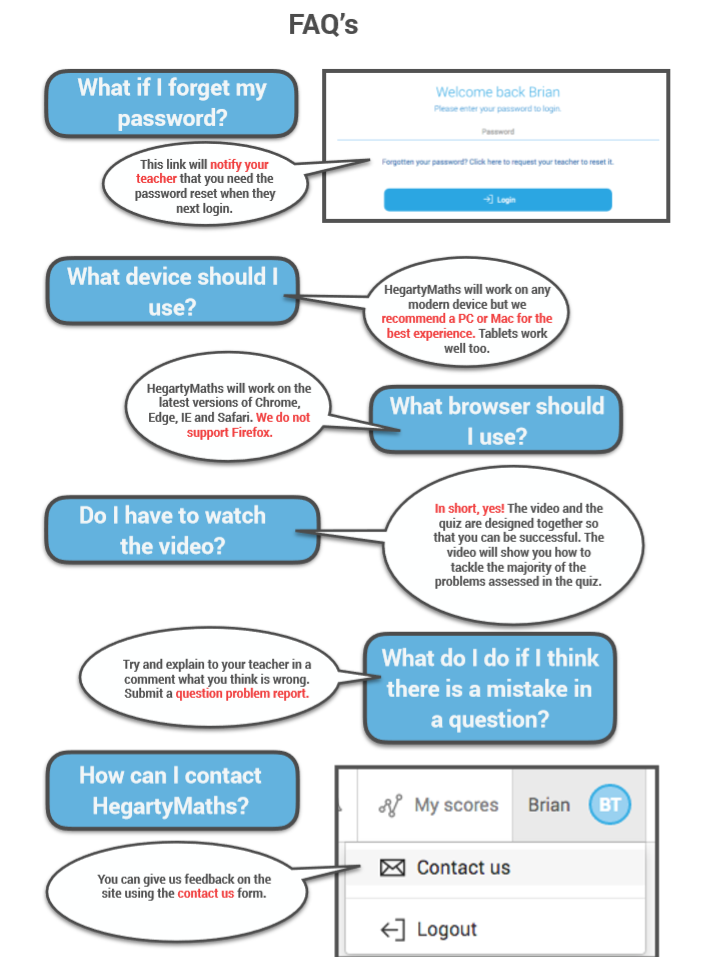 FAQ's
What if I forget my
password?
Welcome back Brian
Please enter your password to login.
Password
Forgotten your password? Click here to request your teacher to reset it.
Login
This link will notify your
teacher that you need the
password reset when they
next login.
What device should I
use?
HegartyMaths will work on any
modern device but we
recommend a PC or Mac for the
best experience. Tablets work
well too.
HegartyMaths will work on the
latest versions of Chrome,
Edge, IE and Safari. We do not
support Firefox.
What browser should
I use?
Do I have to watch
the video?
In short, yes! The video and the
quiz are designed together so
that you can be successful. The
video will show you how to
tackle the majority of the
problems assessed in the quiz.
Try and explain to your teacher in a
comment what you think is wrong.
Submit a question problem report.
What do I do if I think
there is a mistake in
a question?
How can I contact
HegartyMaths?
My scores
Brian
BT
Contact us
Logout
You can give us feedback on the
site using the contact us form.